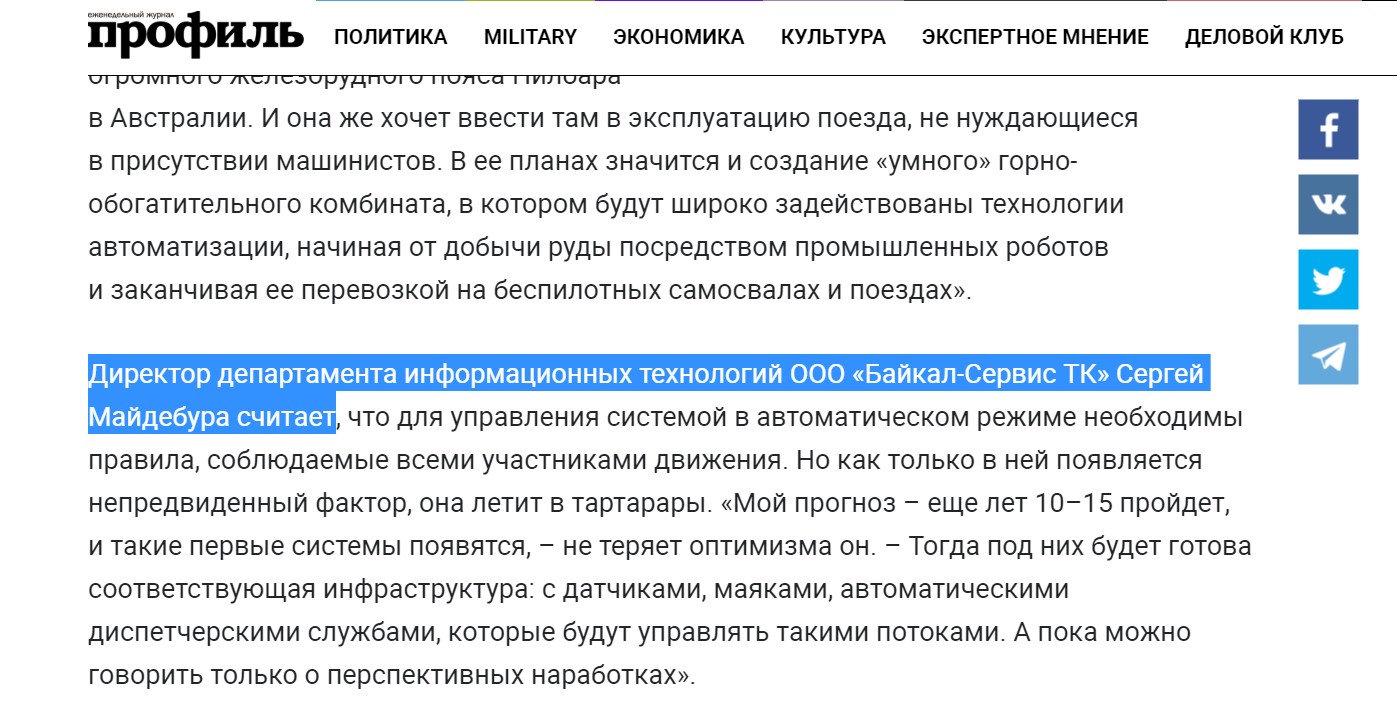 еженедельный журнал
профиль
ПОЛИТИКА MILITARY ЭКОНОМИКА КУЛЬТУРА ЭКСПЕРТНОЕ МНЕНИЕ ДЕЛОВОЙ КЛУБ
огромного железорудного пояса Пилбара
в Австралии. И она же хочет ввести там в эксплуатацию поезда, не нуждающиеся
в присутствии машинистов. В ее планах значится и создание «умного» горно-
обогатительного комбината, в котором будут широко задействованы технологии
автоматизации, начиная от добычи руды посредством промышленных роботов
и заканчивая ее перевозкой на беспилотных самосвалах и поездах».
Директор департамента информационных технологий ООО «Байкал-Сервис ТК» Сергей
Майдебура считает, что для управления системой в автоматическом режиме необходимы
правила, соблюдаемые всеми участниками движения. Но как только в ней появляется
непредвиденный фактор, она летит в тартарары. «Мой прогноз – еще лет 10–15 пройдет,
и такие первые системы появятся, – не теряет оптимизма он. – Тогда под них будет готова
соответствующая инфраструктура: с датчиками, маяками, автоматическими
диспетчерскими службами, которые будут управлять такими потоками. А пока можно
говорить только о перспективных наработках».